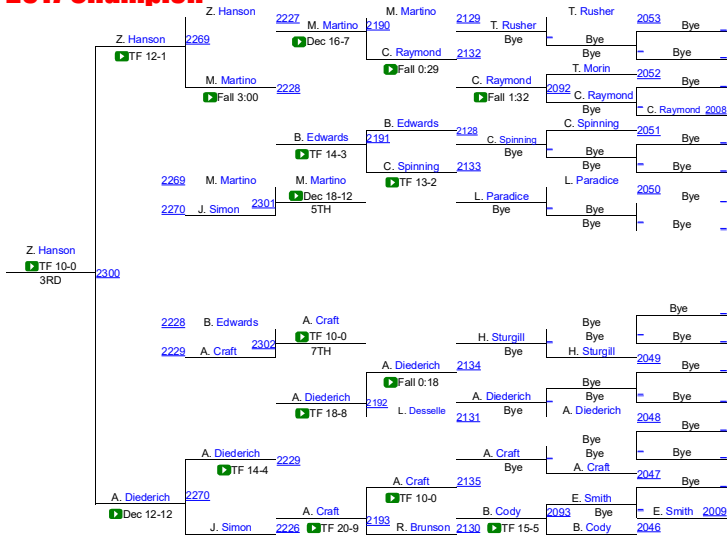 2017 Champion
Z. Hanson 2227 M. Martino 2129 T. Rusher 2053 Bye
M. Martino 2190 T. Rusher Bye
Z. Hanson 2269 Dec 16-7 C. Raymond 2132 Bye Bye Bye
TF 12-1 Fall 0:29 T. Morin 2052 Bye
M. Martino 2228 C. Raymond 2092 C. Raymond
Fall 3:00 Fall 1:32 Bye C. Raymond 2008
B. Edwards 2128 C. Spinning 2051 Bye
B. Edwards 2191 C. Spinning Bye
TF 14-3 C. Spinning 2133 Bye Bye Bye
2269 M. Martino M. Martino TF 13-2 L. Paradice 2050 Bye
2301 Dec 18-12 L. Paradice Bye
2270 J. Simon 5TH Bye Bye Bye
Z. Hanson
TF 10-0 2300
3RD
2228 B. Edwards A. Craft Bye Bye
2302 TF 10-0 H. Sturgill Bye
2229 A. Craft 7TH Bye H. Sturgill 2049 Bye
A. Diederich 2134 Bye Bye
A. Diederich 2192 Fall 0:18 A. Diederich Bye
TF 18-8 L. Desselle 2131 Bye A. Diederich 2048 Bye
A. Diederich 2229 A. Craft Bye Bye
TF 14-4 Bye A. Craft 2047
A. Craft 2135 Bye
A. Diederich 2270 TF 10-0 E. Smith
Dec 12-12 A. Craft 2193 B. Cody 2093 Bye E. Smith 2009
J. Simon 2226 TF 20-9 R. Brunson 2130 TF 15-5 B. Cody 2046